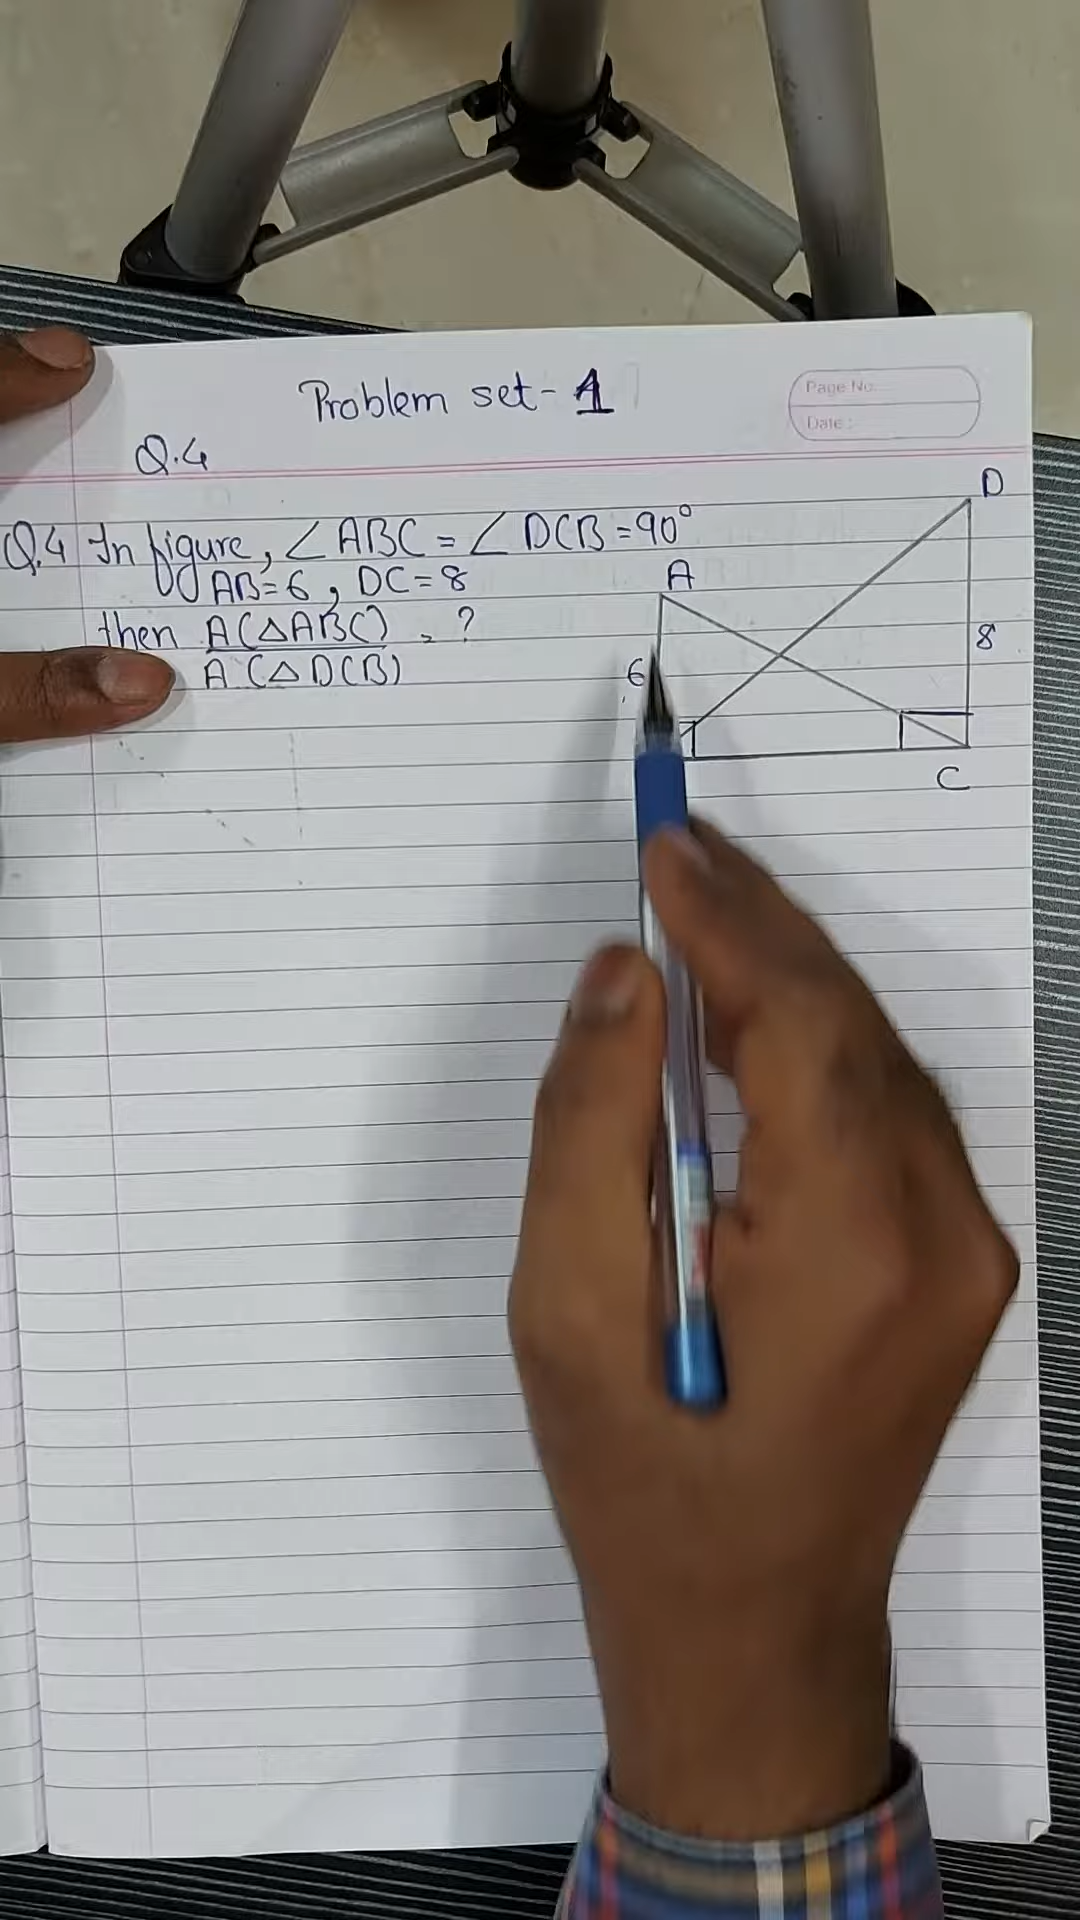 Problem set- 1
Page No.:
Date:
Q.4
Q.4 In figure, ∠ABC = ∠DCB = 90°
AB=6, DC=8
then A(△ABC) = ?
A(△DCB)
D
A
8
6
C